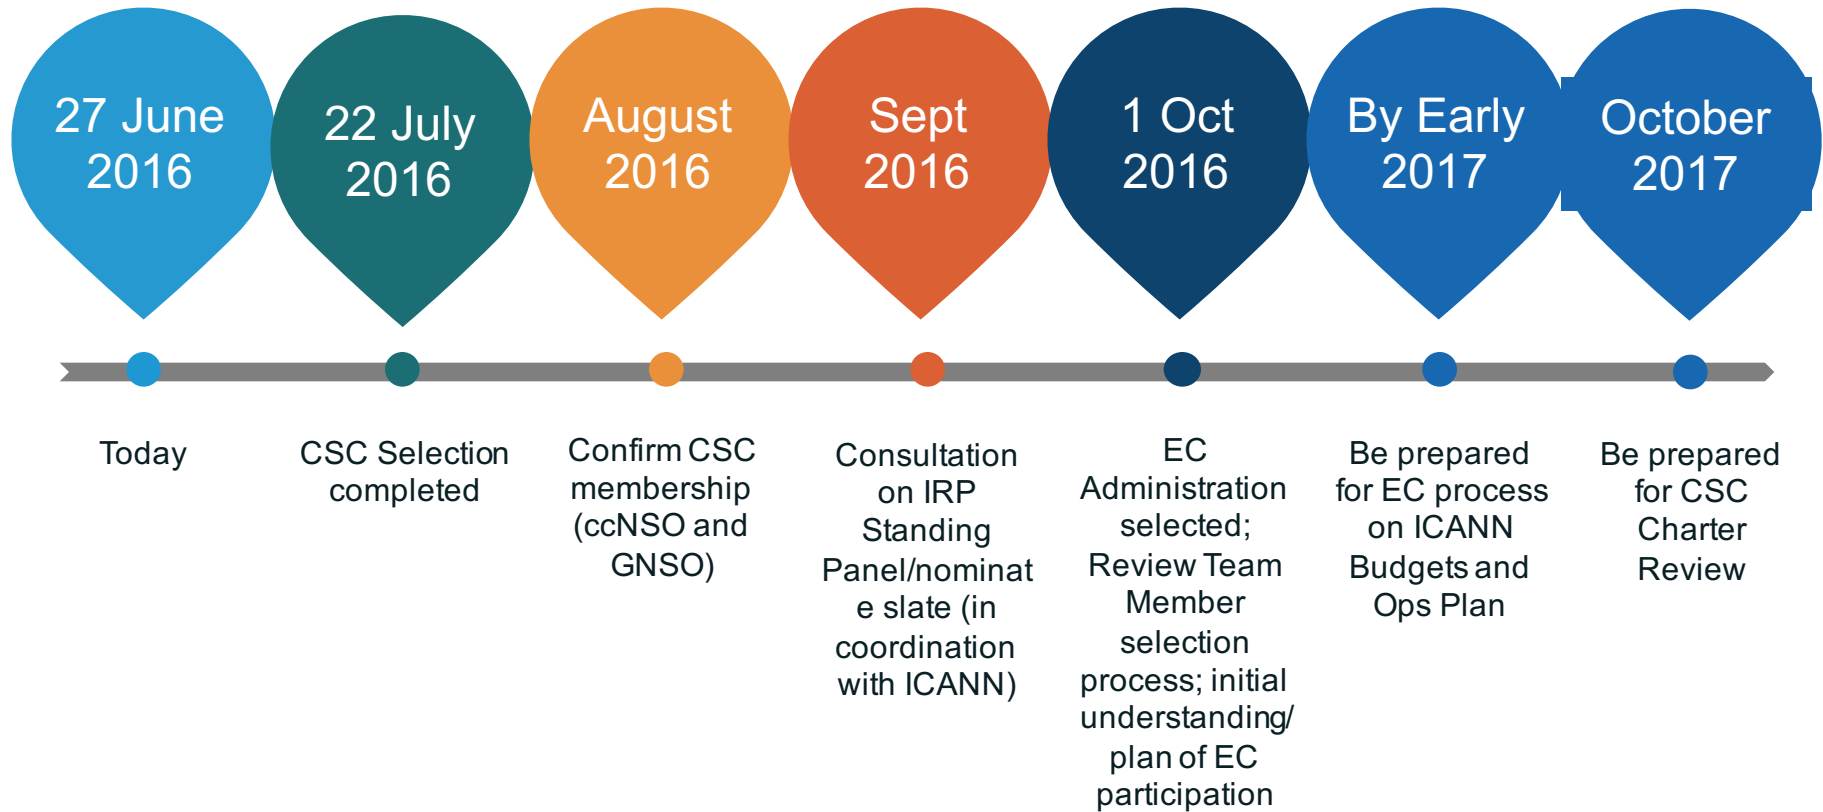 27 June
2016
22 July
2016
August
2016
Sept
2016
1 Oct
2016
By Early
2017
October
2017
Today
CSC Selection
completed
Confirm CSC
membership
(ccNSO and
GNSO)
Consultation
on IRP
Standing
Panel/nominat
e slate (in
coordination
with ICANN)
EC
Administration
selected;
Review Team
Member
selection
process; initial
understanding/
plan of EC
participation
Be prepared
for EC process
on ICANN
Budgets and
Ops Plan
Be prepared
for CSC
Charter
Review